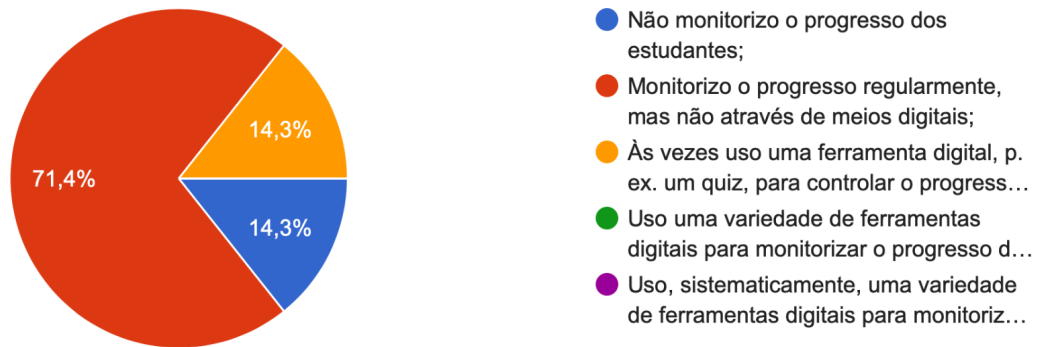 71,4%
14,3%
14,3%
Não monitorizo o progresso dos
estudantes;
Monitorizo o progresso regularmente,
mas não através de meios digitais;
Às vezes uso uma ferramenta digital, p.
ex. um quiz, para controlar o progress…
Uso uma variedade de ferramentas
digitais para monitorizar o progresso d…
Uso, sistematicamente, uma variedade
de ferramentas digitais para monitoriz…